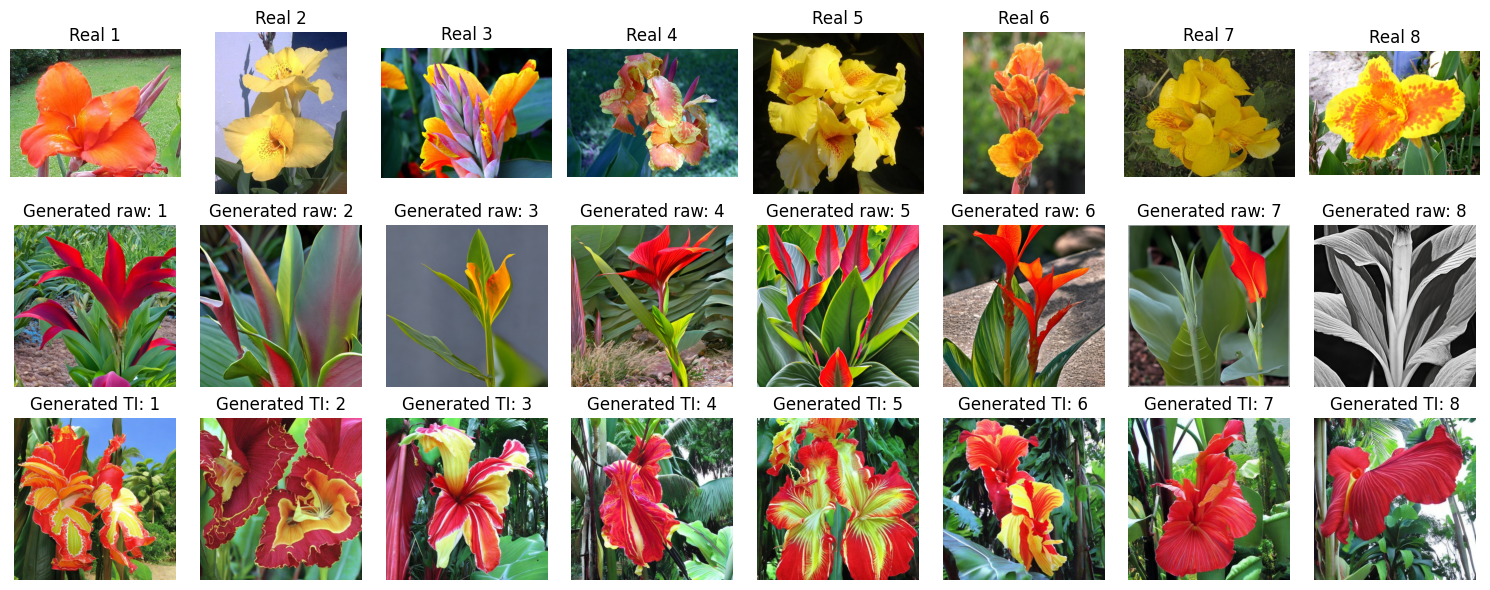 Real 1
Real 2
Real 3
Real 4
Real 5
Real 6
Real 7
Real 8
Generated raw: 1
Generated raw: 2
Generated raw: 3
Generated raw: 4
Generated raw: 5
Generated raw: 6
Generated raw: 7
Generated raw: 8
Generated TI: 1
Generated TI: 2
Generated TI: 3
Generated TI: 4
Generated TI: 5
Generated TI: 6
Generated TI: 7
Generated TI: 8